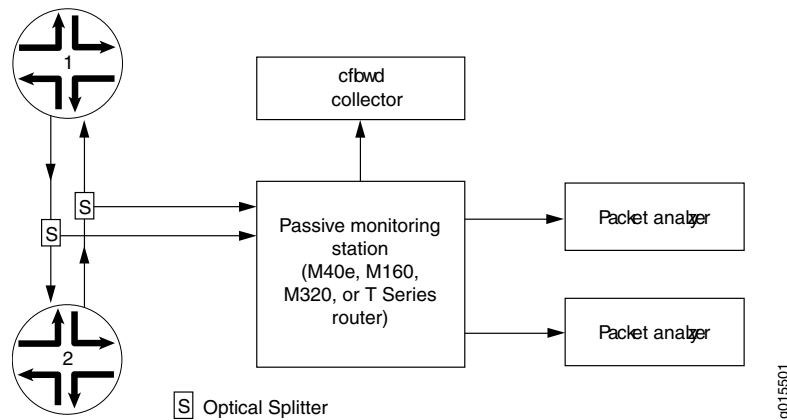 1
cfbwd
collector
S
S
Passive monitoring
station
(M40e, M160,
M320, or T Series
router)
Packet analyzer
Packet analyzer
2
S Optical Splitter
g015501